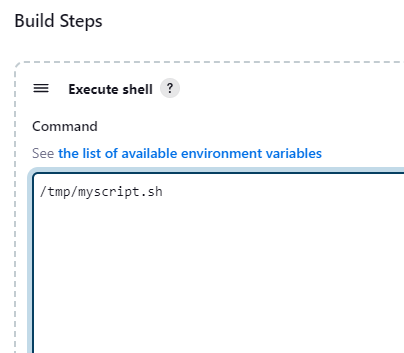 Build Steps
Execute shell ?
Command
See the list of available environment variables
/tmp/myscript.sh